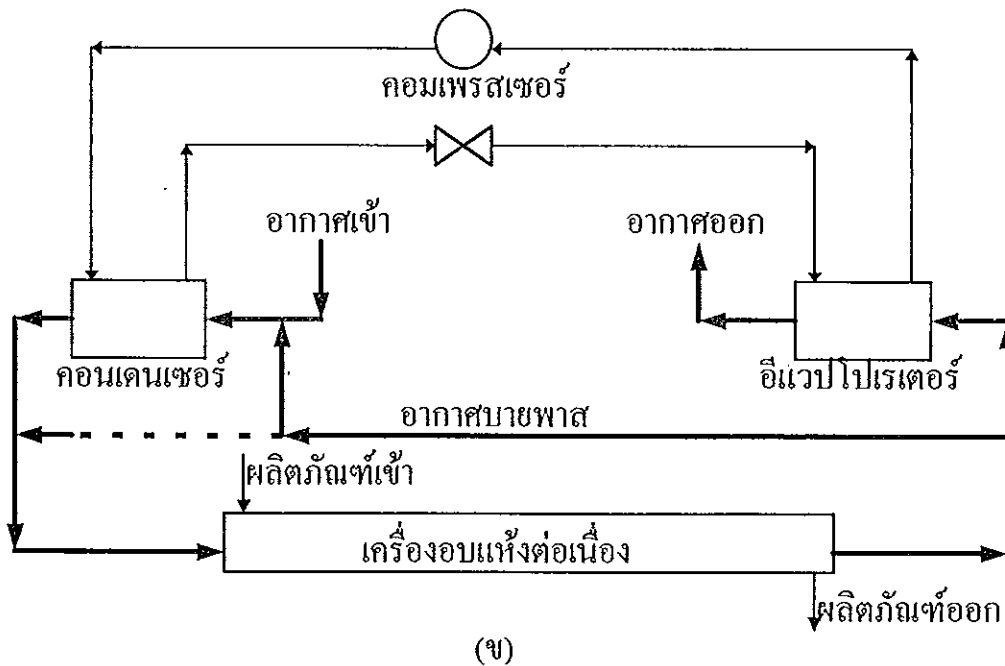 คอมเพรสเซอร์
อากาศเข้า
อากาศออก
คอนเดนเซอร์
อีแวปโปเรเตอร์
อากาศบายพาส
ผลิตภัณฑ์เข้า
เครื่องอบแห้งต่อเนื่อง
ผลิตภัณฑ์ออก
(ข)